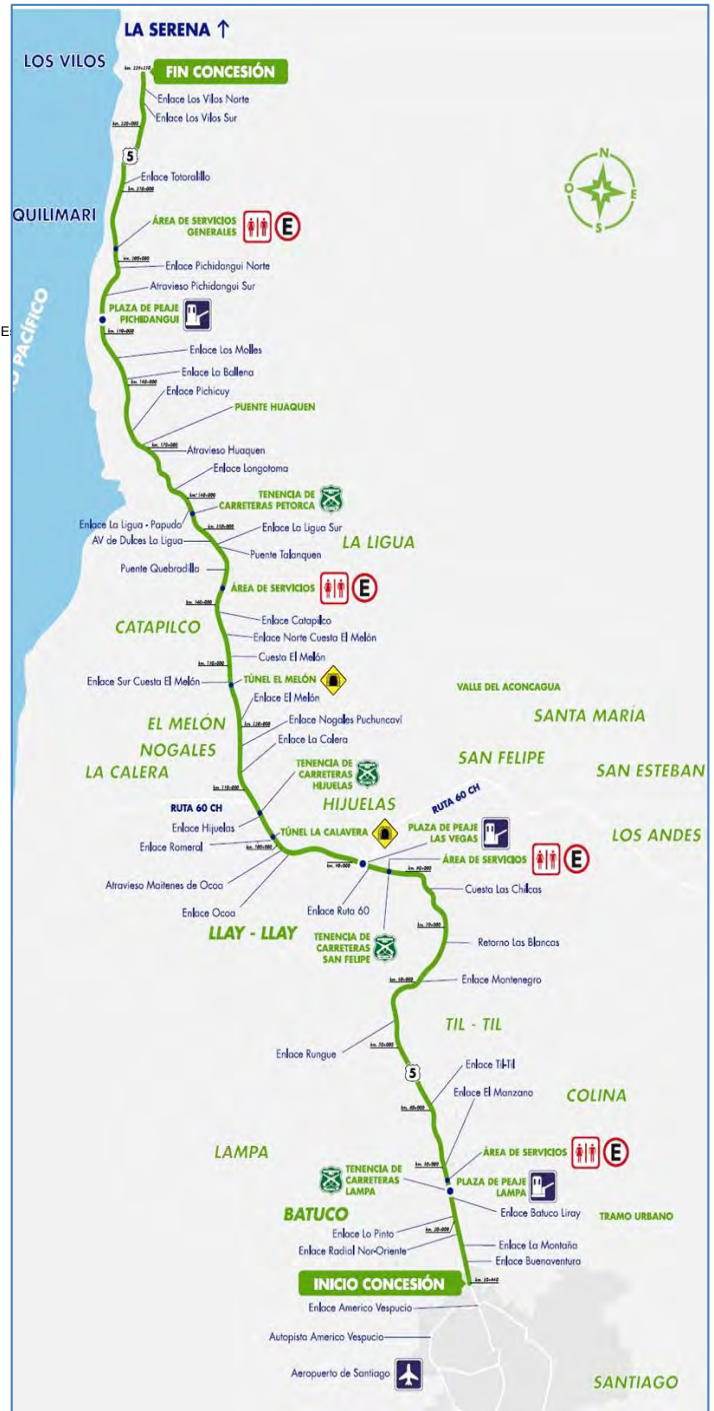 LA SERENA ↑
LOS VILOS
FIN CONCESIÓN
Enlace Los Vilos Norte
Enlace Los Vilos Sur
5
Enlace Totoralillo
QUILIMARI
ÁREA DE SERVICIOS
GENERALES
E
N
O
E
S
Enlace Pichidangui Norte
Atravieso Pichidangui Sur
PLAZA DE PEAJE
PICHIDANGUI
E
PACÍFICO
Enlace Los Molles
Enlace La Ballena
Enlace Pichicuy
PUENTE HUAQUEN
Atravieso Huaquen
Enlace Longotoma
TENENCIA DE
CARRETERAS PETORCA
Enlace La Ligua - Papudo
AV de Dulces La Ligua
Enlace La Ligua Sur
LA LIGUA
Puente Talanquen
Puente Quebradilla
ÁREA DE SERVICIOS
E
CATAPILCO
Enlace Catapilco
Enlace Norte Cuesta El Melón
Cuesta El Melón
Enlace Sur Cuesta El Melón
TÚNEL EL MELÓN
Enlace El Melón
VALLE DEL ACONCAGUA
SANTA MARÍA
EL MELÓN
Enlace Nogales Puchuncaví
NOGALES
Enlace La Calera
LA CALERA
TENENCIA DE
CARRETERAS
HIJUELAS
SAN FELIPE
SAN ESTEBAN
HIJUELAS
RUTA 60 CH
RUTA 60 CH
Enlace Hijuelas
TÚNEL LA CALAVERA
PLAZA DE PEAJE
LAS VEGAS
LOS ANDES
Enlace Romeral
ÁREA DE SERVICIOS
E
Atravieso Maitenes de Ocoa
Enlace Ocoa
Enlace Ruta 60
Cuesta Las Chilcas
LLAY - LLAY
TENENCIA DE
CARRETERAS
SAN FELIPE
Retorno Las Blancas
Enlace Montenegro
TIL - TIL
Enlace Rungue
5
Enlace Til-Til
Enlace El Manzano
COLINA
LAMPA
ÁREA DE SERVICIOS
E
TENENCIA DE
CARRETERAS
LAMPA
PLAZA DE PEAJE
LAMPA
BATUCO
Enlace Batuco Liray
TRAMO URBANO
Enlace Lo Pinto
Enlace Radial Nor-Oriente
Enlace La Montaña
Enlace Buenaventura
INICIO CONCESIÓN
Enlace Americo Vespucio
Autopista Americo Vespucio
Aeropuerto de Santiago
SANTIAGO